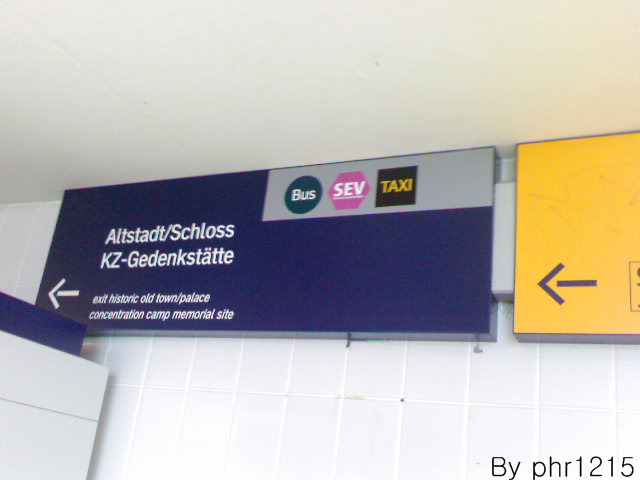 Bus SEV TAXI
Altstadt/Schloss
KZ-Gedenkstätte
exit historic old town/palace
concentration camp memorial site
By phr1215